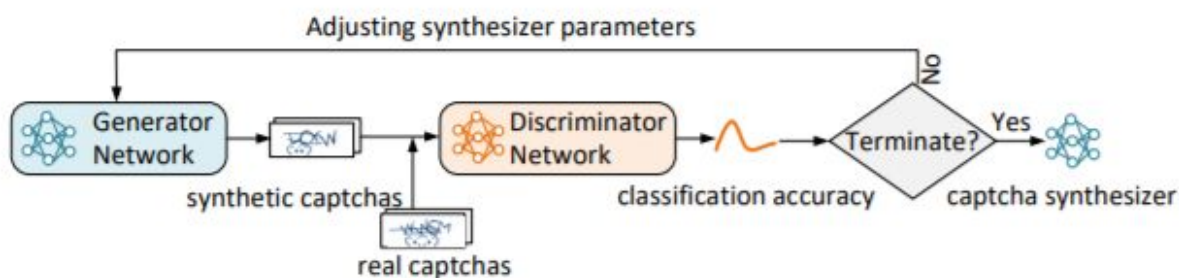 Adjusting synthesizer parameters
No
Generator
Network
Discriminator
Network
Terminate?
Yes
synthetic captchas
classification accuracy
captcha synthesizer
real captchas